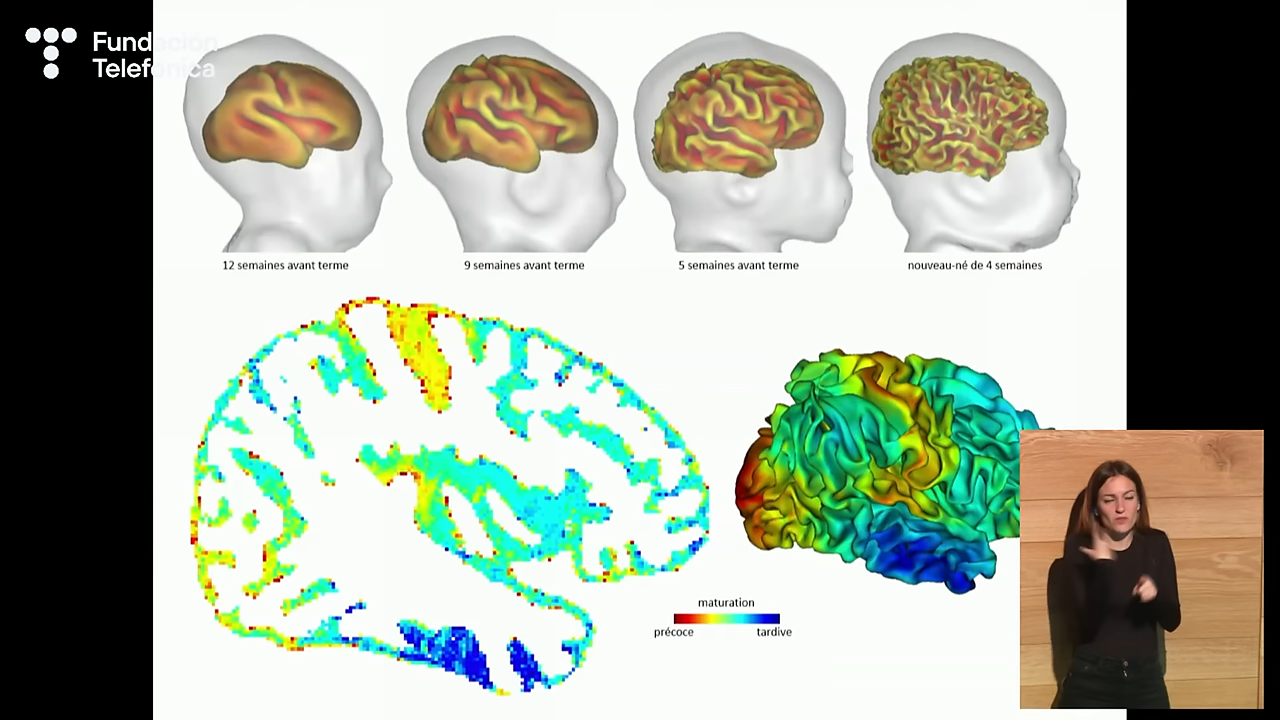 Fundación
Telefónica
12 semaines avant terme
9 semaines avant terme
5 semaines avant terme
nouveau-né de 4 semaines
maturation
précoce
tardive